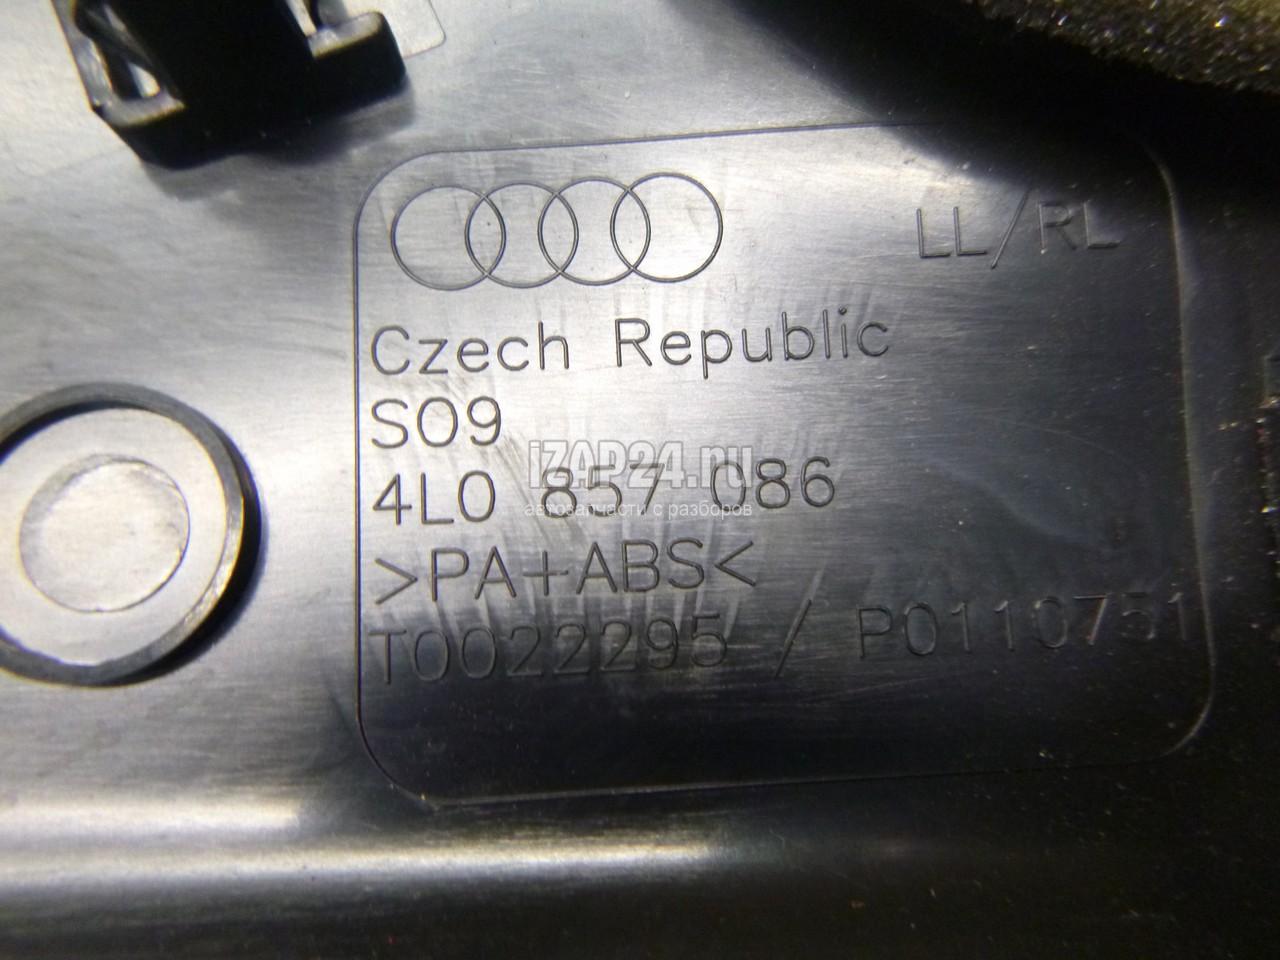 LL/RL
Czech Republic
S09
iZAP24.ru
4L0 857 086
автозапчасти с разборов
>PA+ABS<
T0022295 / P0110751